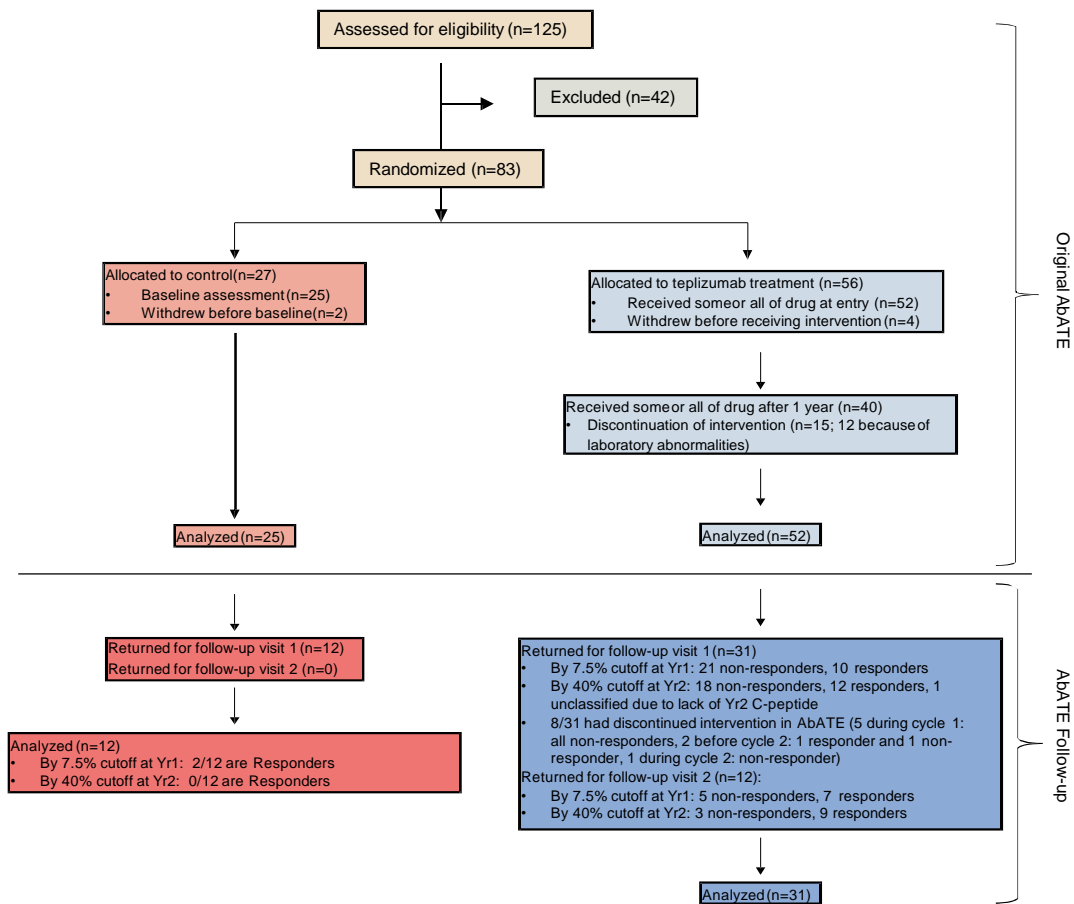 Assessed for eligibility (n=125)
Excluded (n=42)
Randomized (n=83)
Allocated to control(n=27)
• Baseline assessment(n=25)
• Withdrew before baseline(n=2)
Allocated to teplizumab treatment (n=56)
• Received someor all of drug at entry (n=52)
• Withdrew before receiving intervention (n=4)
Received someor all of drug after 1 year (n=40)
• Discontinuation of intervention (n=15; 12 because of
laboratory abnormalities)
Analyzed (n=25)
Analyzed (n=52)
Original AbATE
Returned for follow-up visit 1 (n=12)
Returned for follow-up visit 2 (n=0)
Analyzed (n=12)
• By 7.5% cutoff at Yr1: 2/12 are Responders
• By 40% cutoff at Yr2: 0/12 are Responders
Returned for follow-up visit 1 (n=31)
• By 7.5% cutoff at Yr1: 21 non-responders, 10 responders
• By 40% cutoff at Yr2: 18 non-responders, 12 responders, 1
unclassified due to lack of Yr2 C-peptide
• 8/31 had discontinued intervention in AbATE (5 during cycle 1:
all non-responders, 2 before cycle 2: 1 responder and 1 non-
responder, 1 during cycle 2: non-responder)
Returned for follow-up visit 2 (n=12):
• By 7.5% cutoff at Yr1: 5 non-responders, 7 responders
• By 40% cutoff at Yr2: 3 non-responders, 9 responders
Analyzed (n=31)
AbATE Follow-up